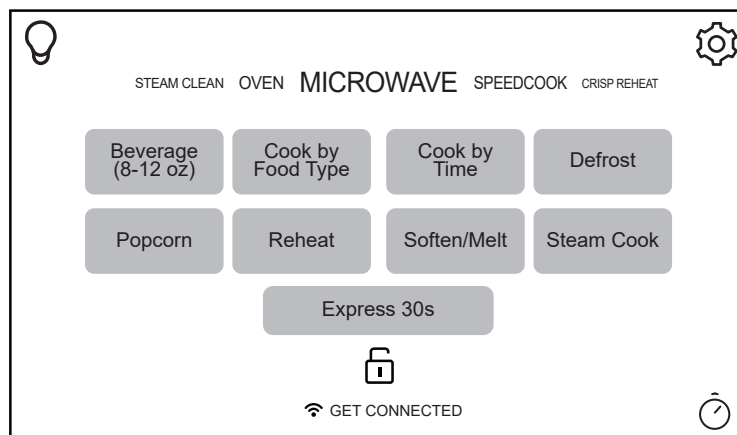 STEAM CLEAN OVEN MICROWAVE SPEEDCOOK CRISP REHEAT
Beverage
(8-12 oz)
Cook by
Food Type
Cook by
Time
Defrost
Popcorn
Reheat
Soften/Melt
Steam Cook
Express 30s
GET CONNECTED